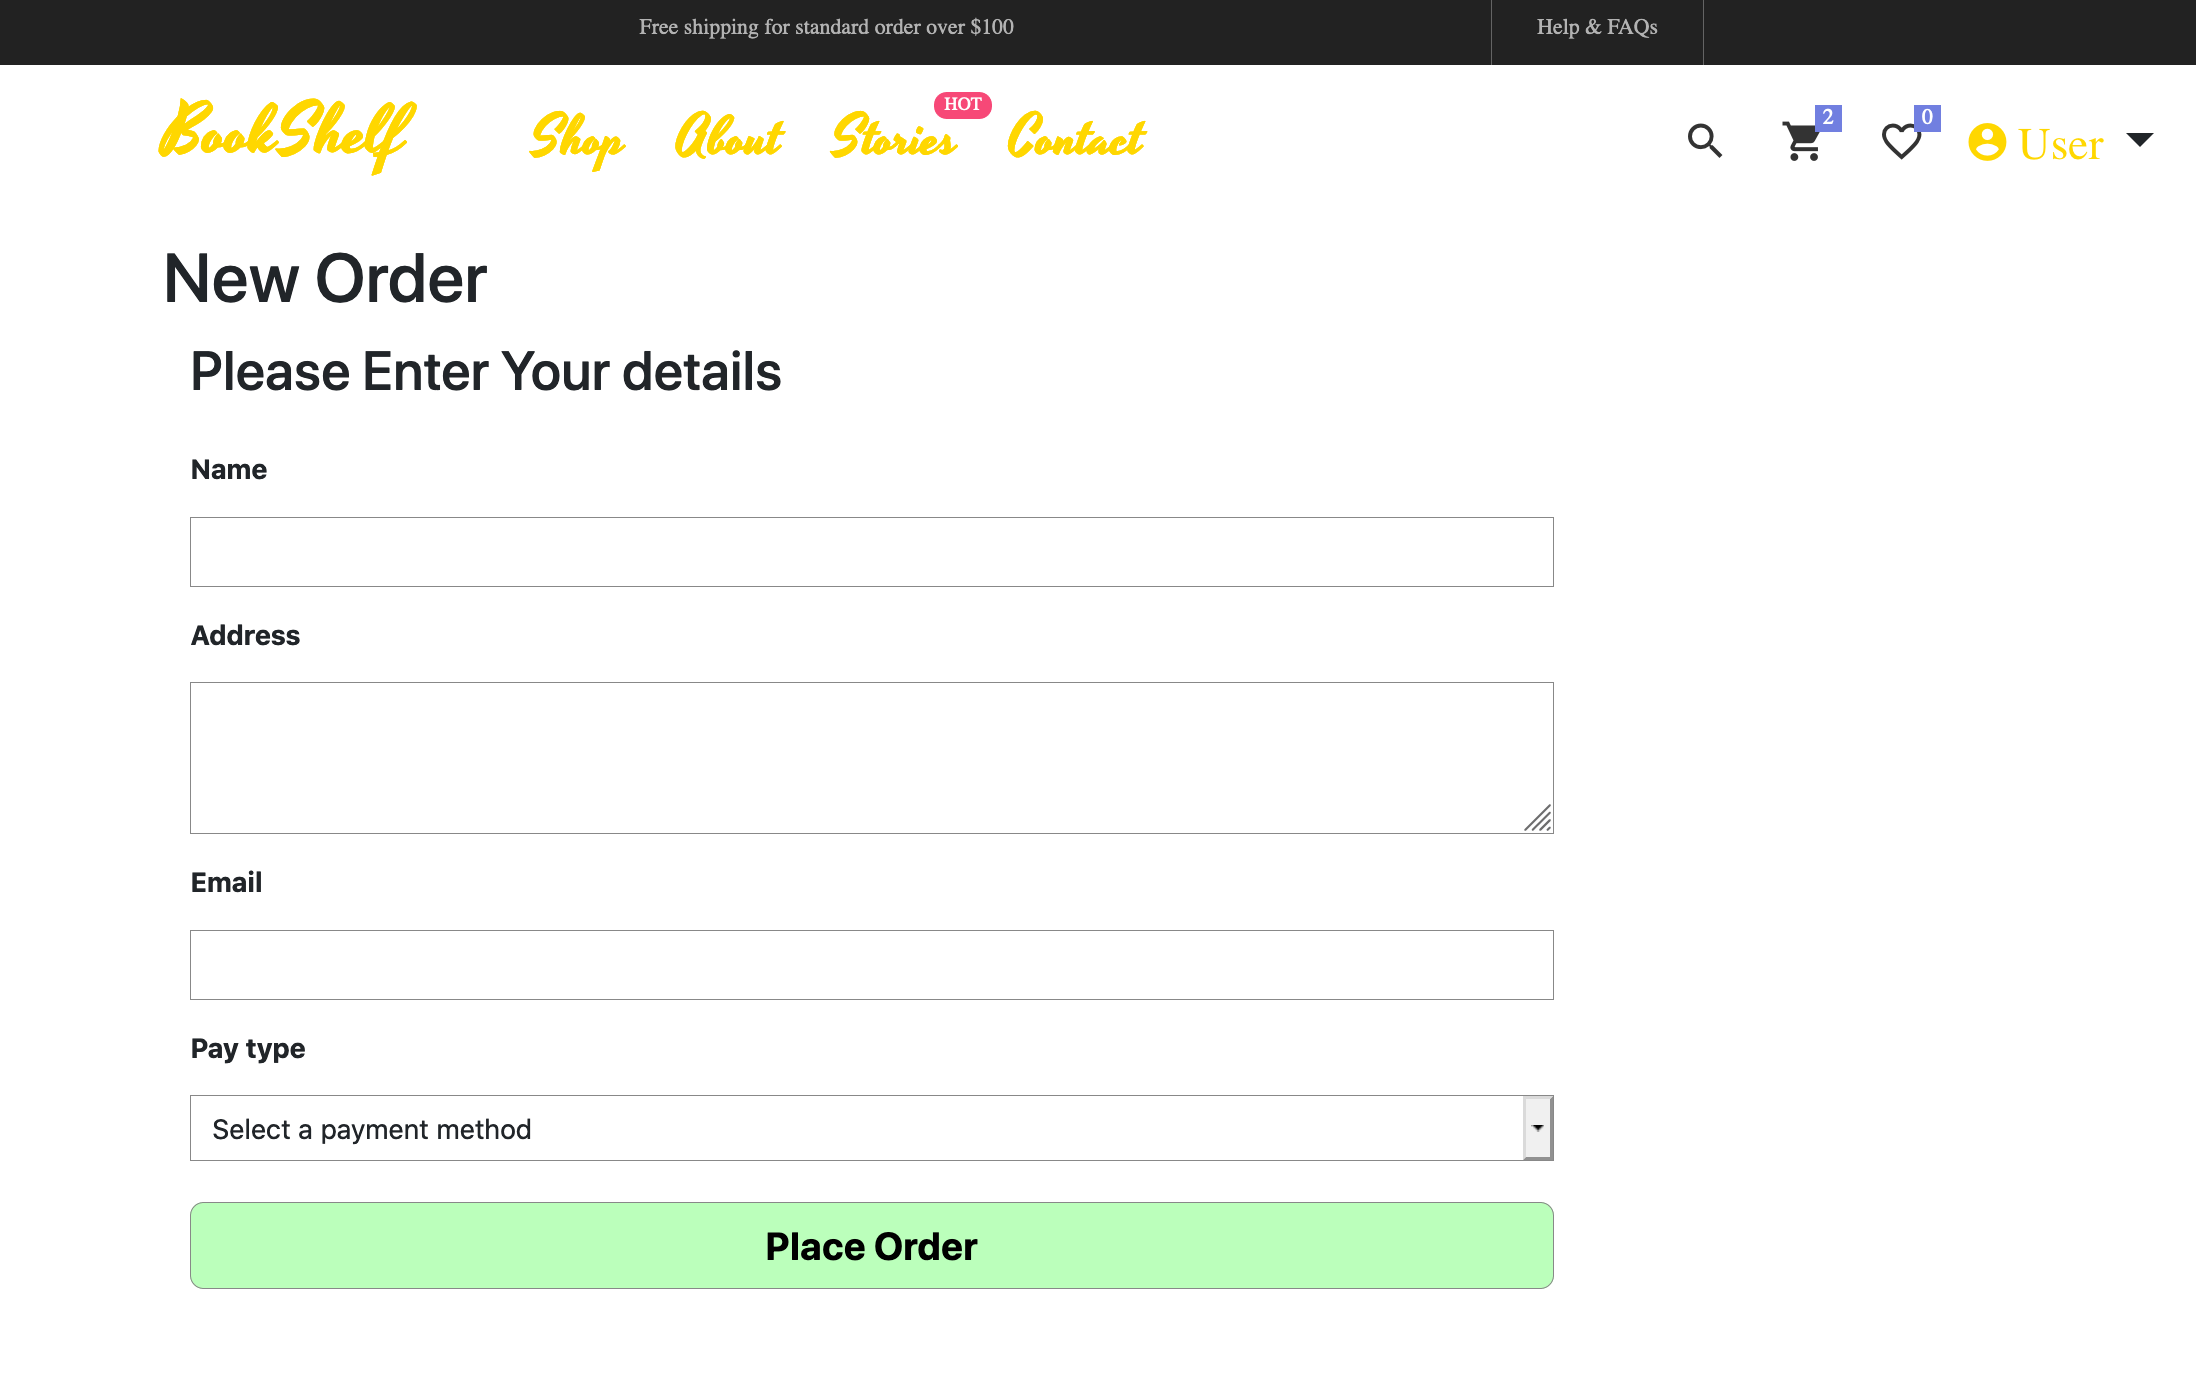 Free shipping for standard order over $100
Help & FAQs
BookShelf
Shop
About
Stories
HOT
Contact
2
0
User
New Order
Please Enter Your details
Name
Address
Email
Pay type
Select a payment method
Place Order